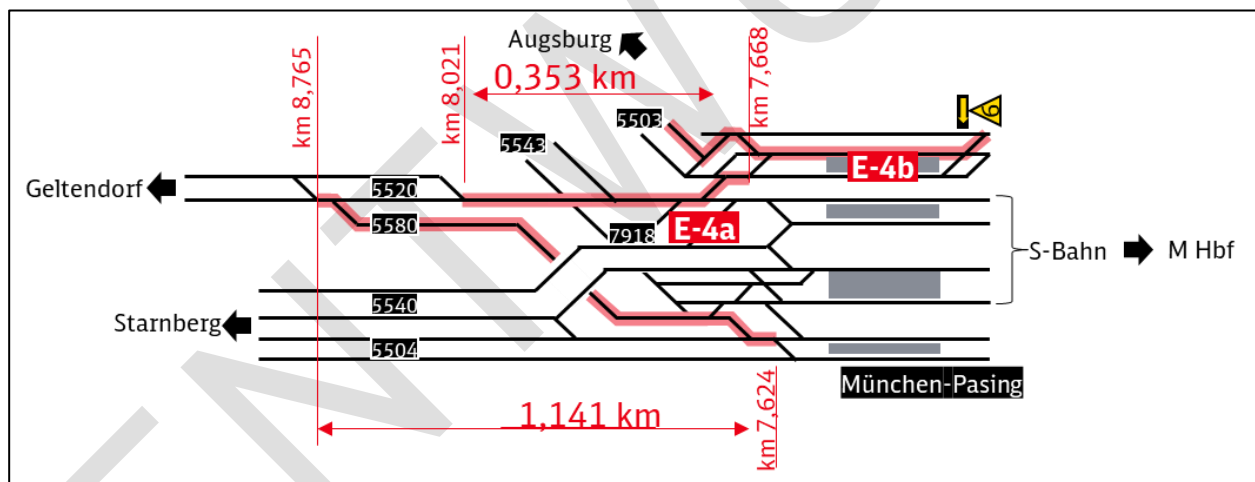 Augsburg
km 8,765
km 8,021
0,353 km
km 7,668
5503
6
5543
E-4b
Geltendorf
5520
5580
7918
E-4a
S-Bahn
M Hbf
5540
Starnberg
5504
München-Pasing
1,141 km
km 7,624
ENTWU